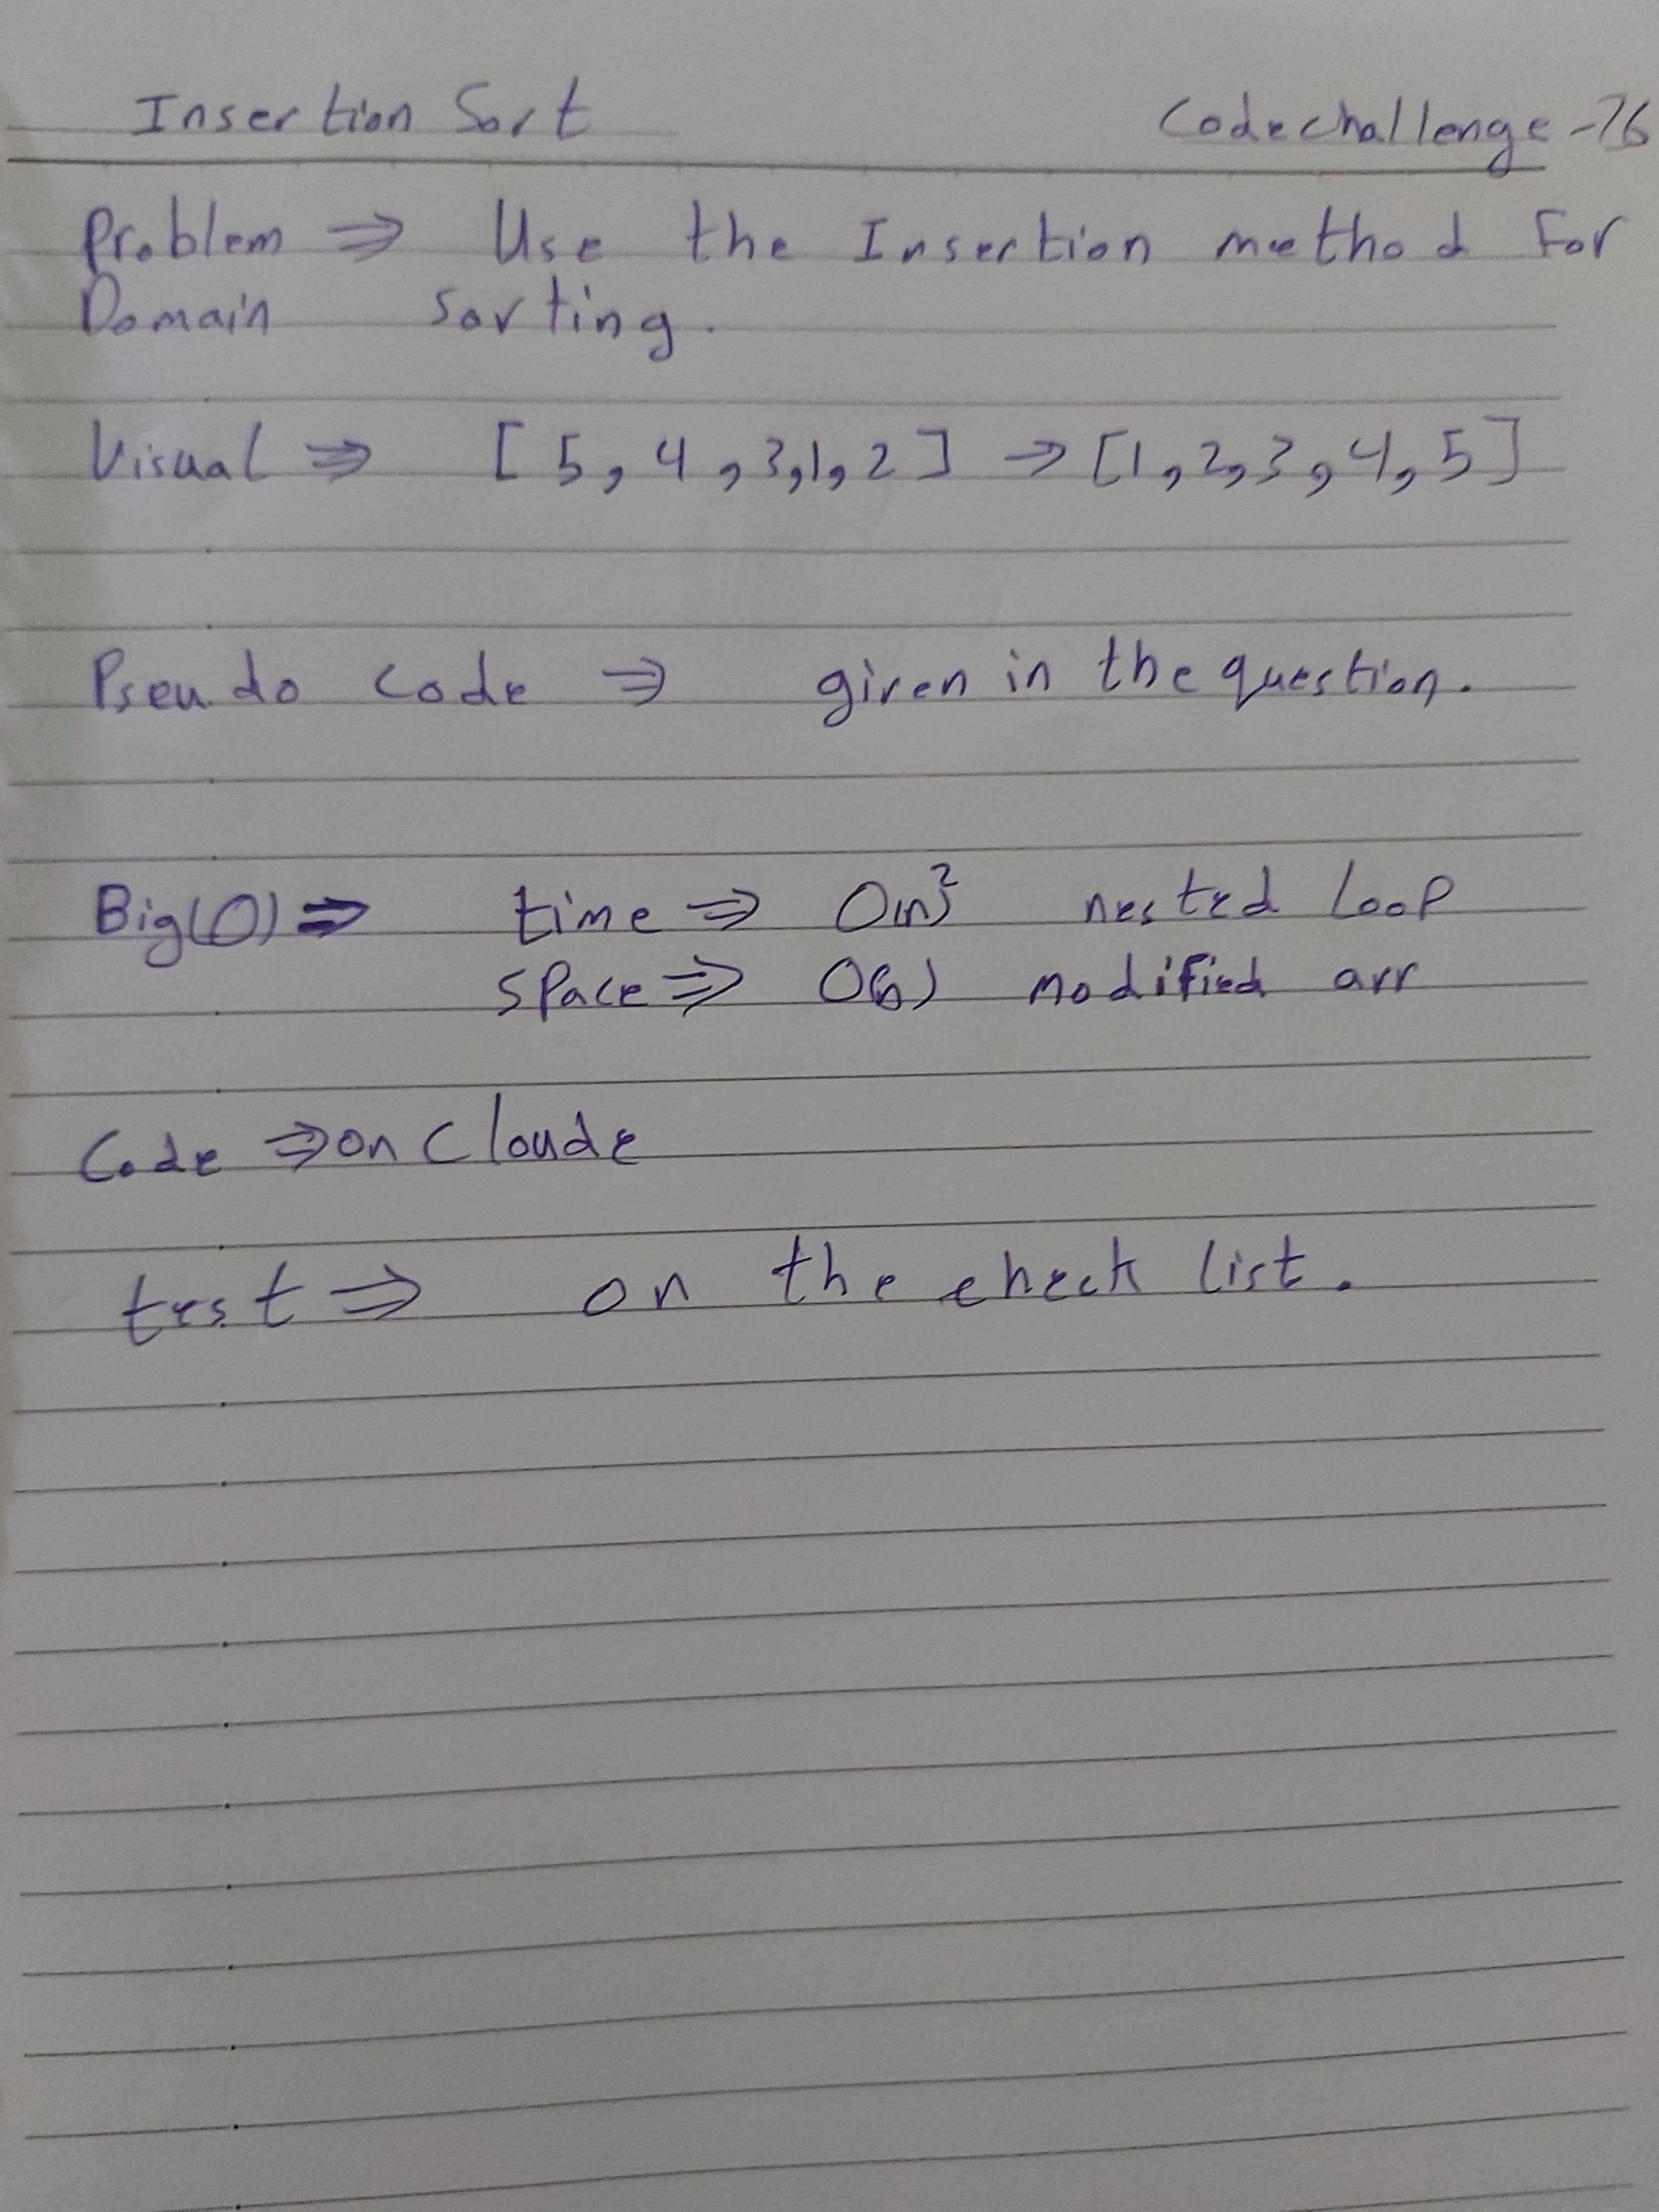 Insertion Sort
Codechallenge-26
Problem ⇒ Use the Insertion method For
Domain sorting.
Visual ⇒ [5,4,3,1,2] → [1,2,3,4,5]
Pseudo code ⇒ given in the question.
Big(O) ⇒ time ⇒ O(n)² nested loop
space ⇒ modified arr
Code ⇒ on Cloude
test ⇒ on the check list.